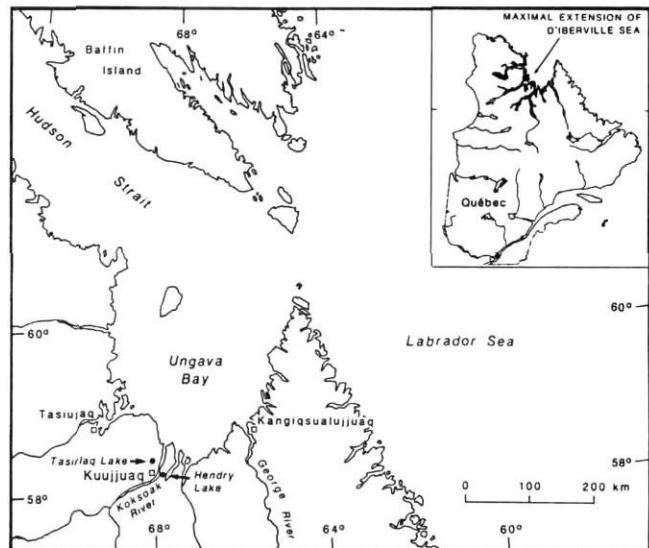 68°
64°
MAXIMAL EXTENSION OF
D'IBERVILLE SEA
Baffin
Island
Hudson
Strait
Québec
60°
60°
Labrador Sea
Ungava
Bay
Tasiujaq
Kangiqsualujjuaq
Tasirlaq Lake
Kuujjuaq
Hendry
Lake
Koksoak
River
George River
58°
58°
0 100 200 km
68°
64°
60°